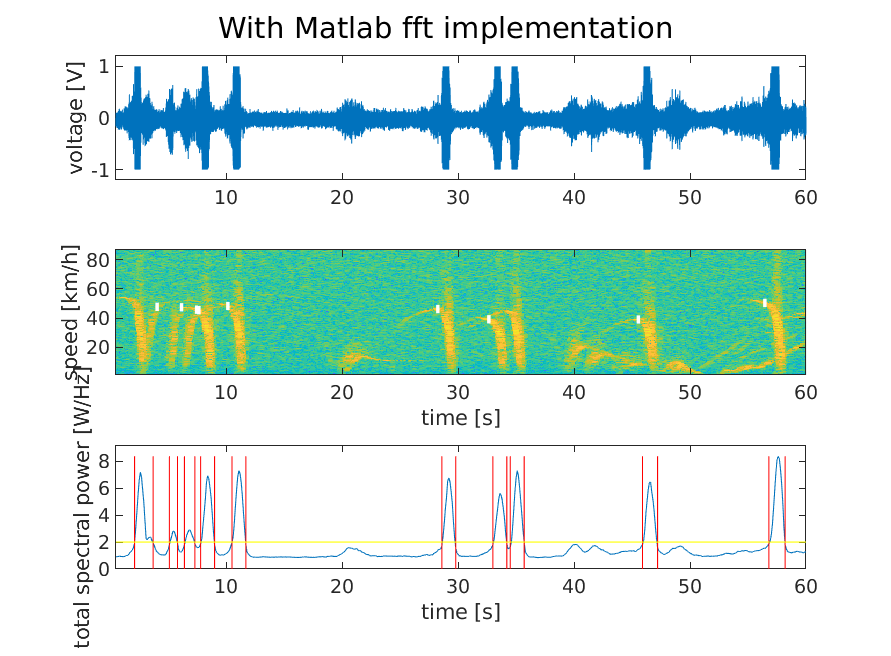 With Matlab fft implementation
voltage [V]
1
0
-1
10 20 30 40 50 60
speed [km/h]
80
60
40
20
10 20 30 40 50 60
time [s]
total spectral power [W/Hz]
8
6
4
2
0
10 20 30 40 50 60
time [s]